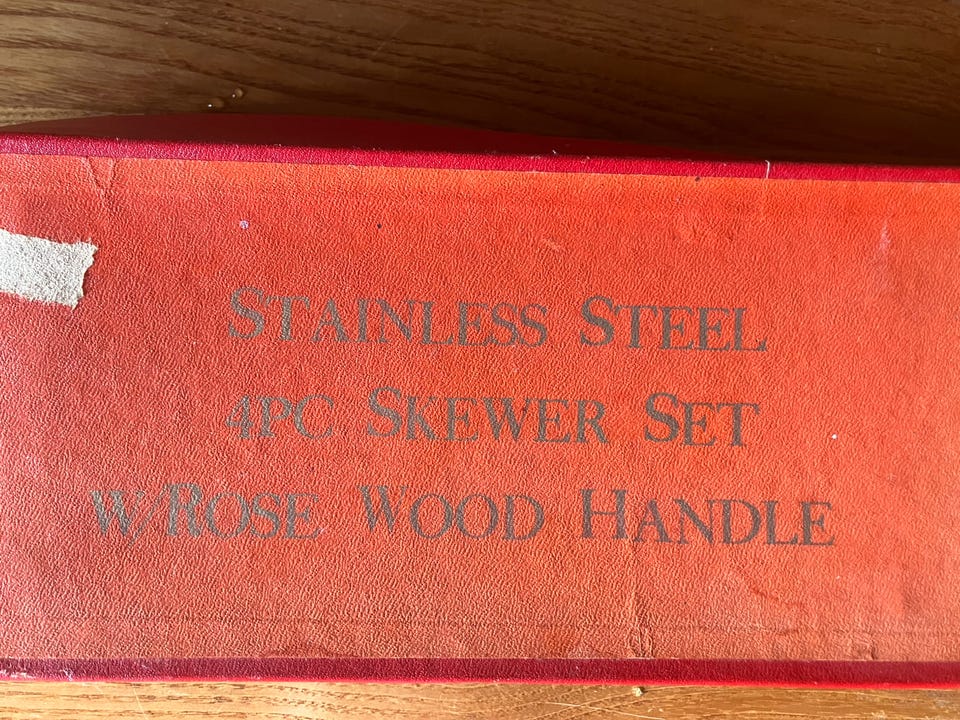 STAINLESS STEEL
4PC SKEWER SET
W/ROSE WOOD HANDLE